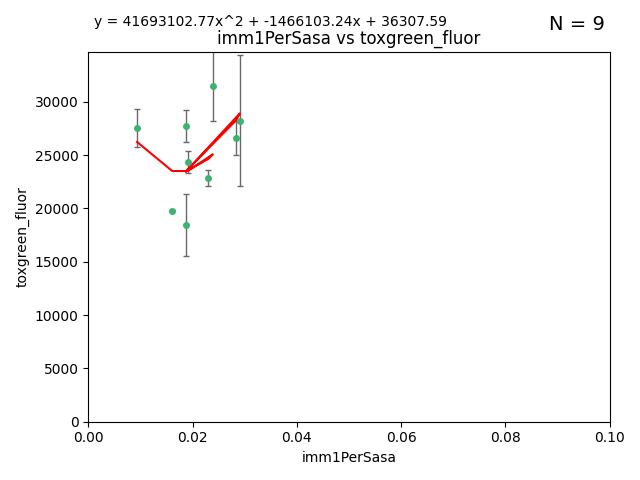 y = 41693102.77x^2 + -1466103.24x + 36307.59
N = 9
imm1PerSasa vs toxgreen_fluor
30000
25000
20000
15000
10000
5000
0
toxgreen_fluor
0.00
0.02
0.04
0.06
0.08
0.10
imm1PerSasa